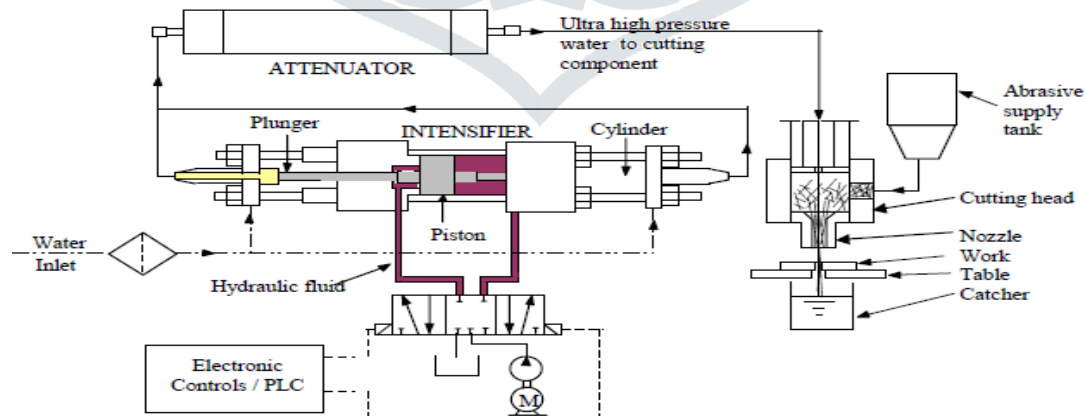 Ultra high pressure
water to cutting
component
ATTENUATOR
Abrasive
supply
tank
Plunger
INTENSIFIER
Cylinder
Cutting head
Piston
Water
Inlet
Nozzle
Work
Table
Catcher
Hydraulic fluid
Electronic
Controls / PLC
M